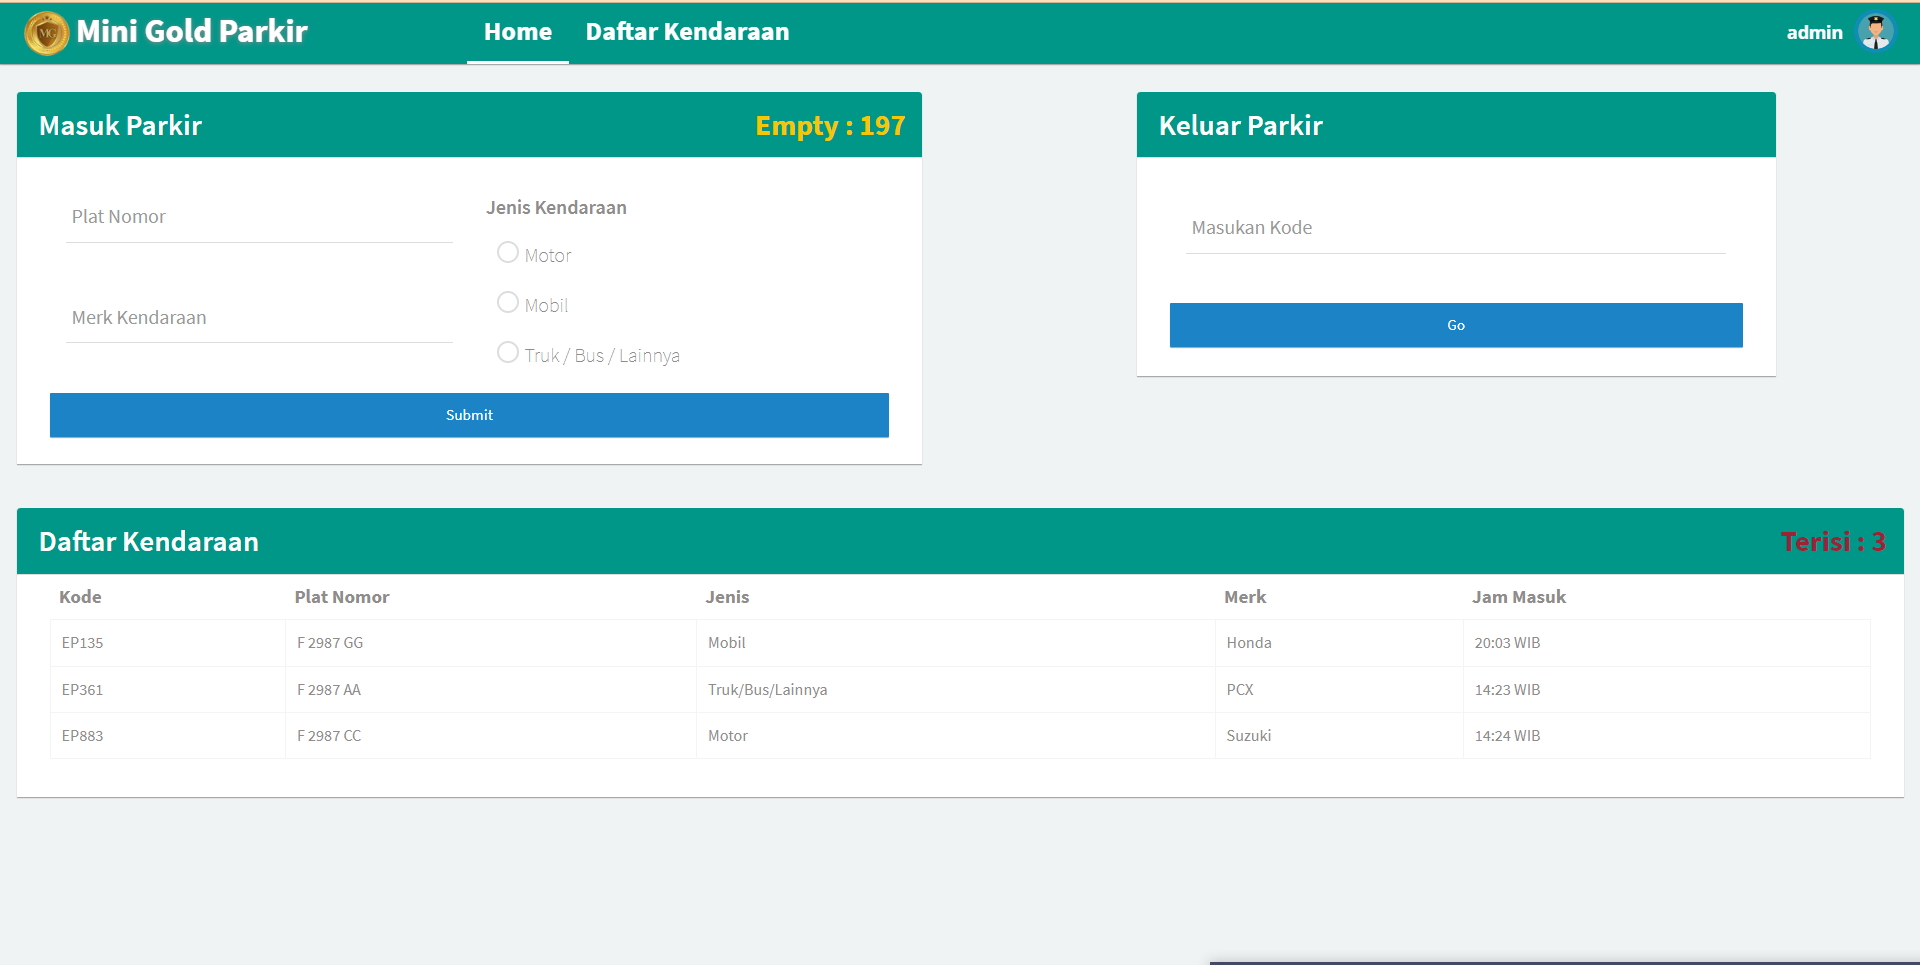 MG Mini Gold Parkir Home Daftar Kendaraan admin
Masuk Parkir Empty : 197
Plat Nomor
Merk Kendaraan
Jenis Kendaraan
Motor
Mobil
Truk / Bus / Lainnya
Submit
Keluar Parkir
Masukan Kode
Go
Daftar Kendaraan Terisi : 3
Kode Plat Nomor Jenis Merk Jam Masuk
EP135 F 2987 GG Mobil Honda 20:03 WIB
EP361 F 2987 AA Truk/Bus/Lainnya PCX 14:23 WIB
EP883 F 2987 CC Motor Suzuki 14:24 WIB